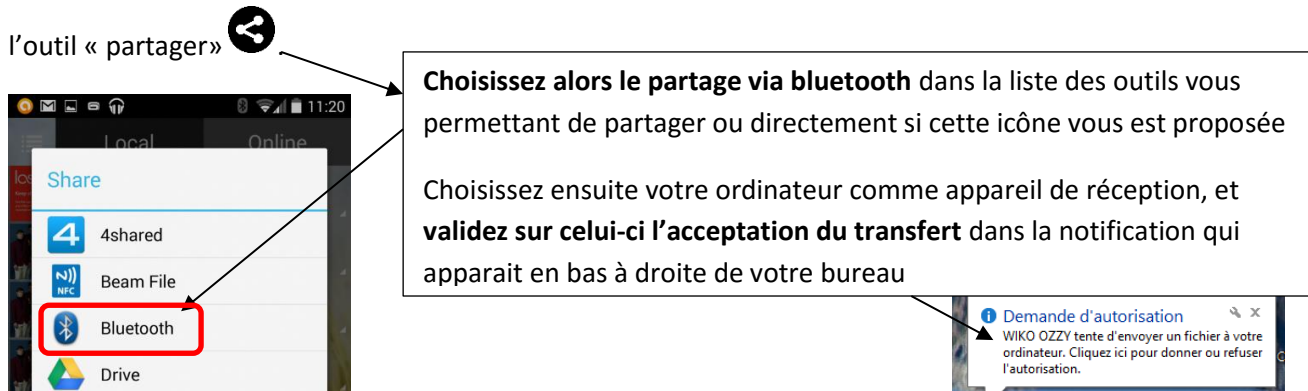 l’outil « partager»
Choisissez alors le partage via bluetooth dans la liste des outils vous
permettant de partager ou directement si cette icône vous est proposée
Choisissez ensuite votre ordinateur comme appareil de réception, et
validez sur celui-ci l’acceptation du transfert dans la notification qui
apparait en bas à droite de votre bureau
11:20
Local Online
Share
4shared
NFC
Beam File
Bluetooth
Drive
Demande d'autorisation
WIKO OZZY tente d'envoyer un fichier à votre
ordinateur. Cliquez ici pour donner ou refuser
l'autorisation.